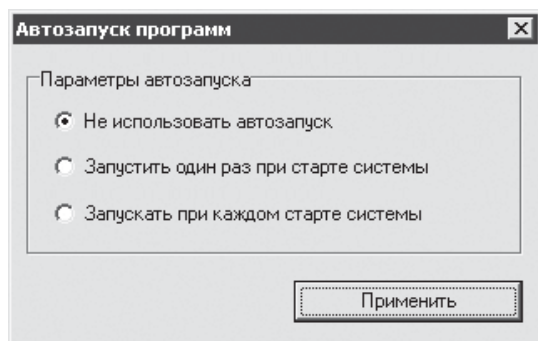 Автозапуск программ
Параметры автозапуска
Не использовать автозапуск
Запустить один раз при старте системы
Запускать при каждом старте системы
Применить